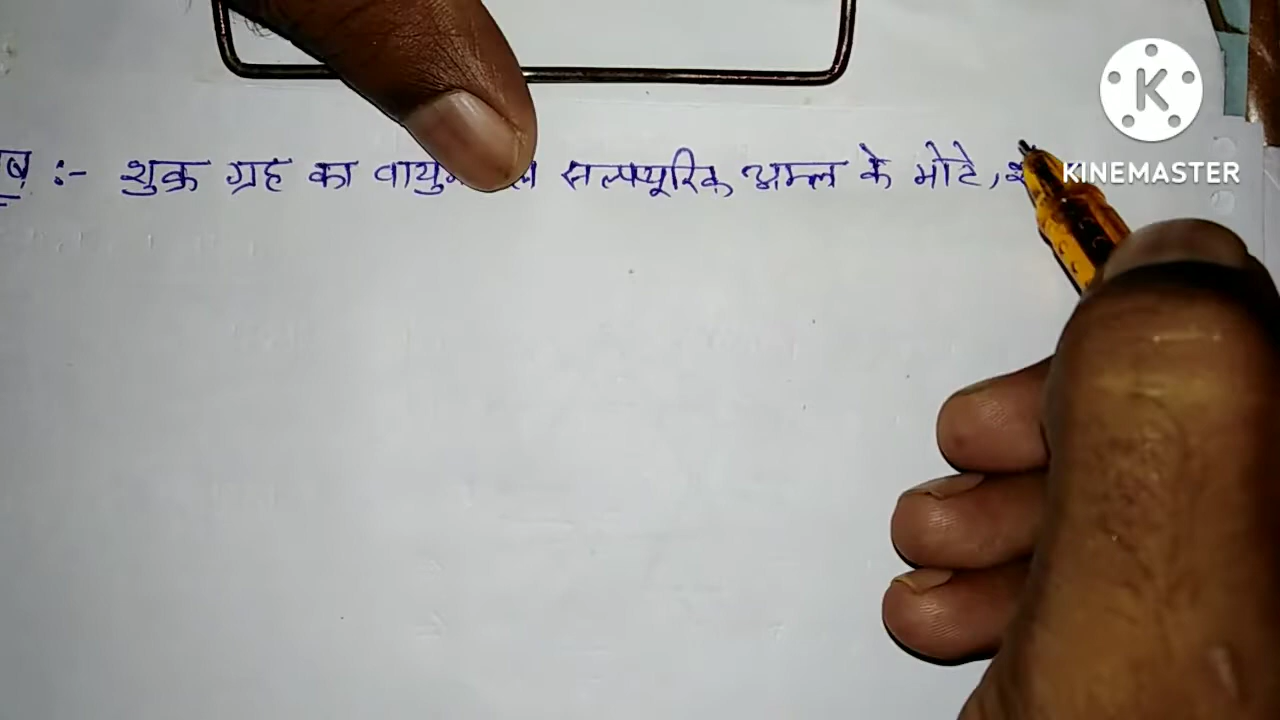 :- शुक्र ग्रह का सल्फ्यूरिक अम्ल के मोटे,
KINEMASTER